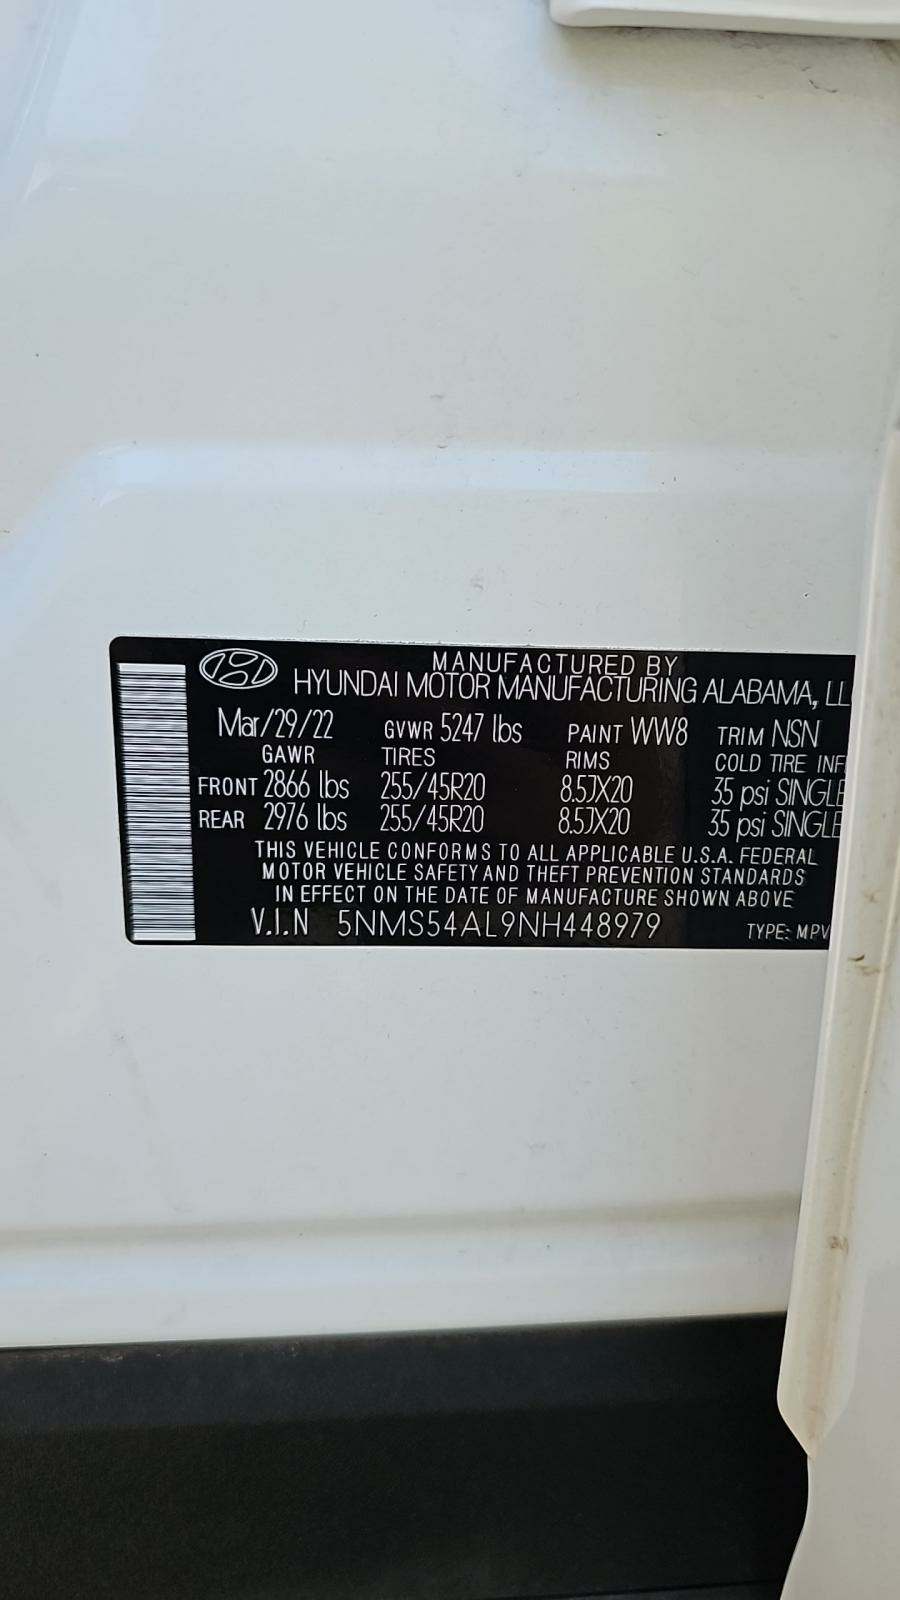 MANUFACTURED BY
HYUNDAI MOTOR MANUFACTURING ALABAMA, LL
Mar/29/22 GVWR 5247 lbs PAINT WW8 TRIM NSN
GAWR TIRES RIMS COLD TIRE INF
FRONT 2866 lbs 255/45R20 8.5JX20 35 psi SINGLE
REAR 2976 lbs 255/45R20 8.5JX20 35 psi SINGLE
THIS VEHICLE CONFORMS TO ALL APPLICABLE U.S.A. FEDERAL
MOTOR VEHICLE SAFETY AND THEFT PREVENTION STANDARDS
IN EFFECT ON THE DATE OF MANUFACTURE SHOWN ABOVE
V.I.N 5NMS54AL9NH448979 TYPE: MPV